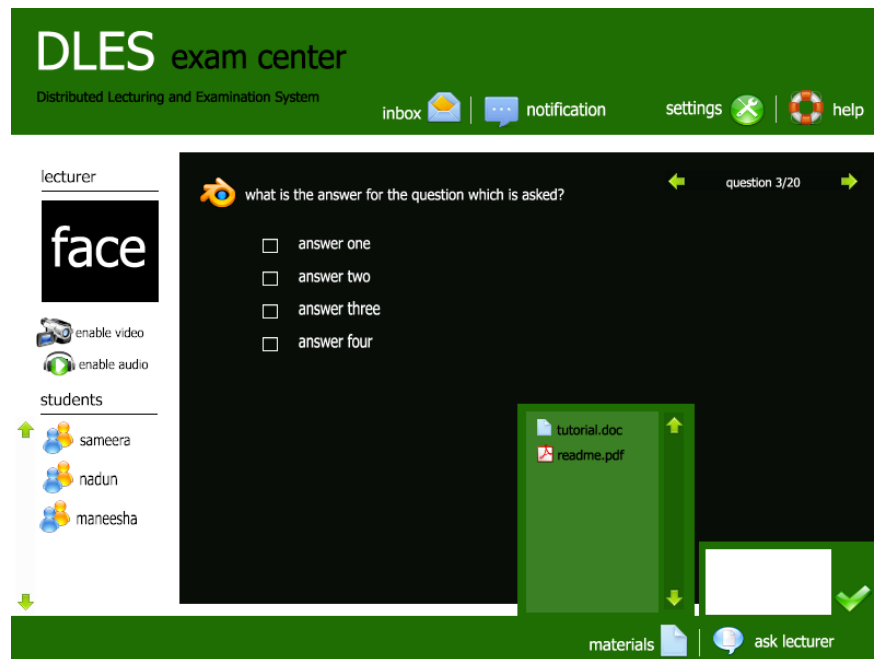 DLES exam center
Distributed Lecturing and Examination System
inbox
notification
settings
help
lecturer
face
enable video
enable audio
students
sameera
nadun
maneesha
what is the answer for the question which is asked?
question 3/20
answer one
answer two
answer three
answer four
tutorial.doc
readme.pdf
materials
ask lecturer